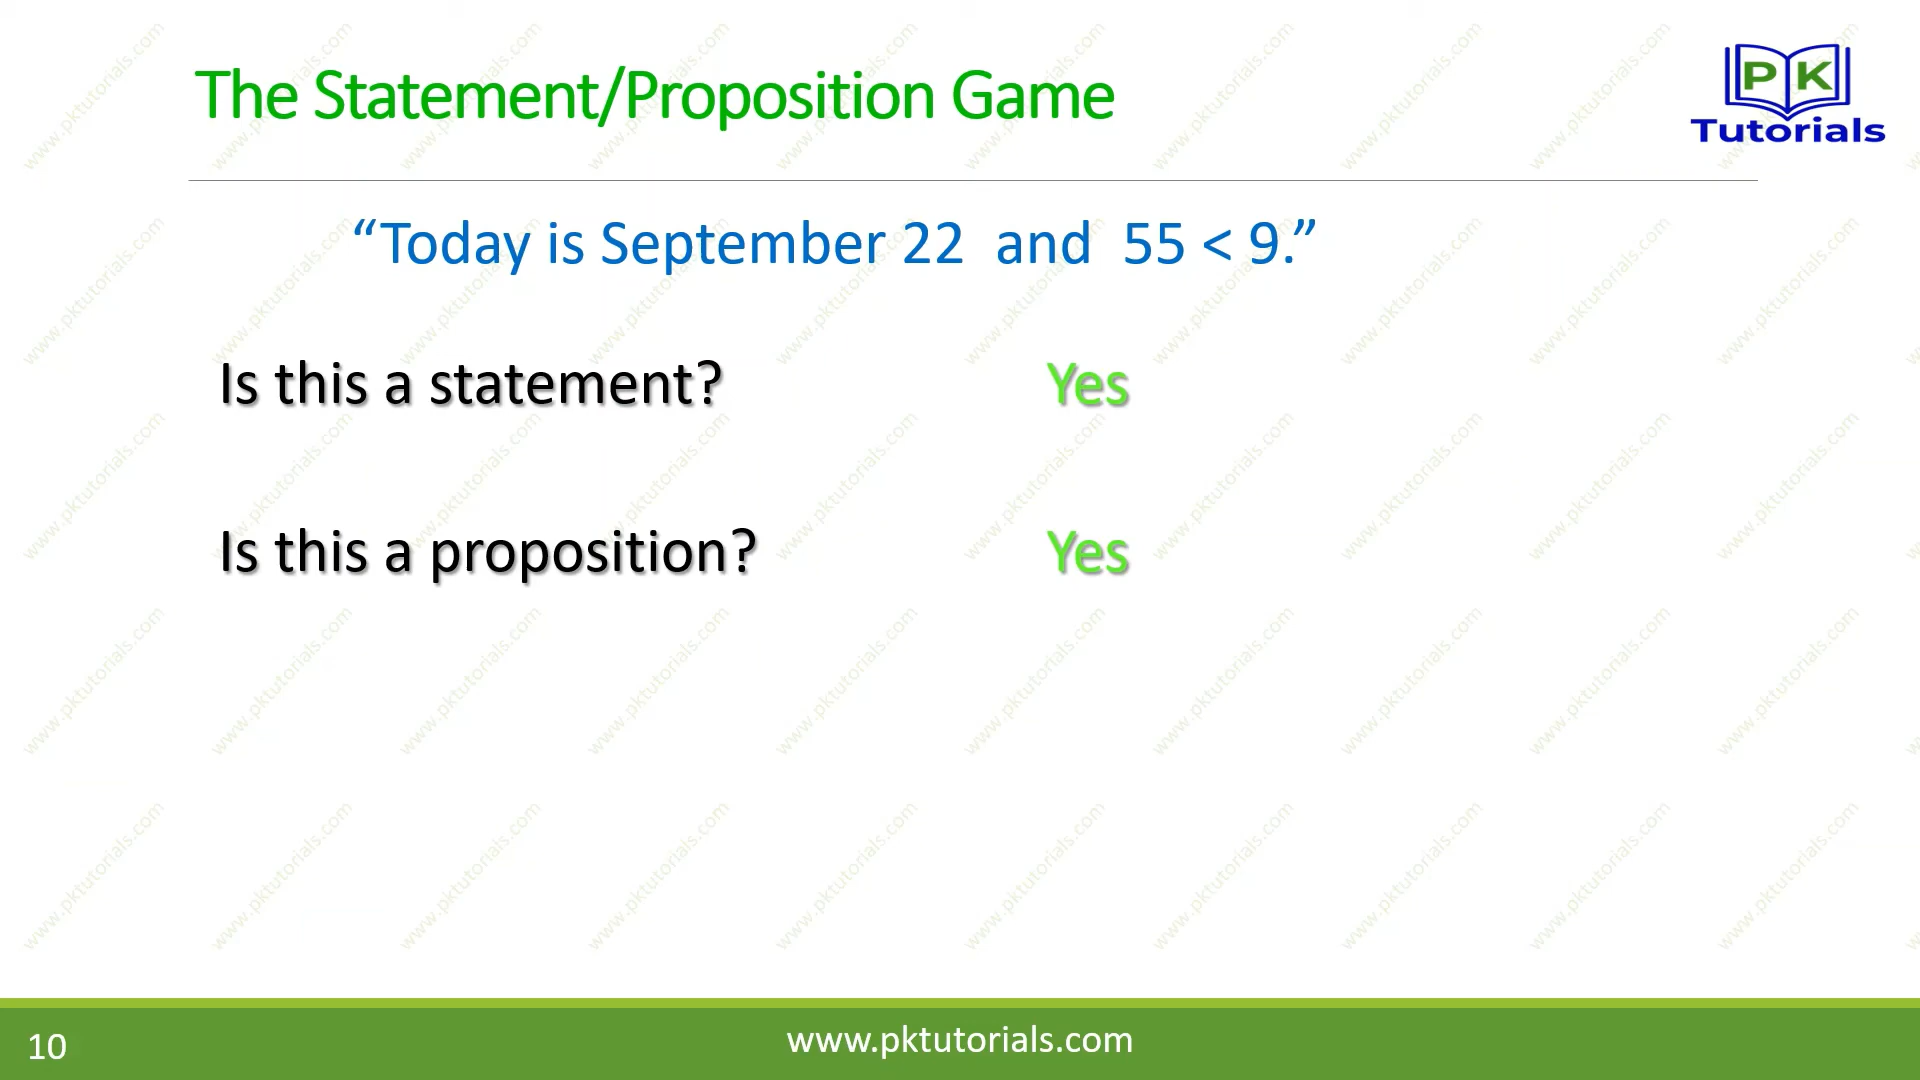 The Statement/Proposition Game
PK
Tutorials
“Today is September 22 and 55 < 9.”
Is this a statement? Yes
Is this a proposition? Yes
10
www.pktutorials.com